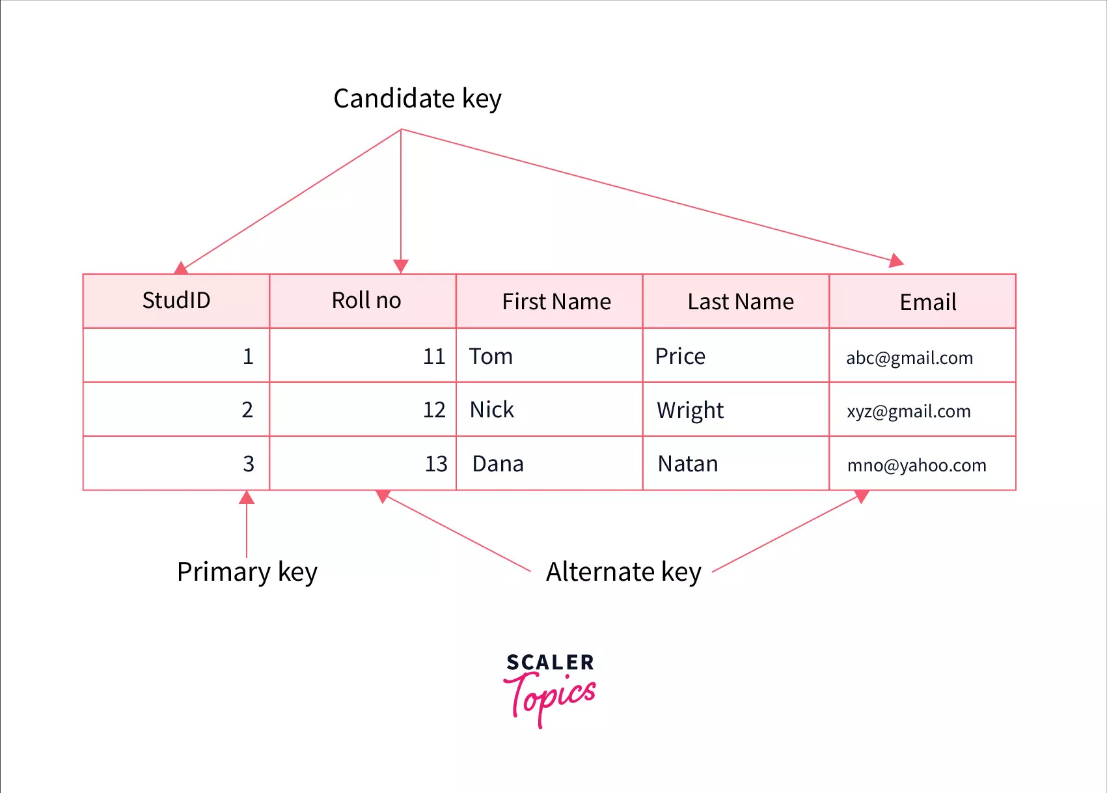 Candidate key
StudID Roll no First Name Last Name Email
1 11 Tom Price abc@gmail.com
2 12 Nick Wright xyz@gmail.com
3 13 Dana Natan mno@yahoo.com
Primary key Alternate key
SCALER
Topics